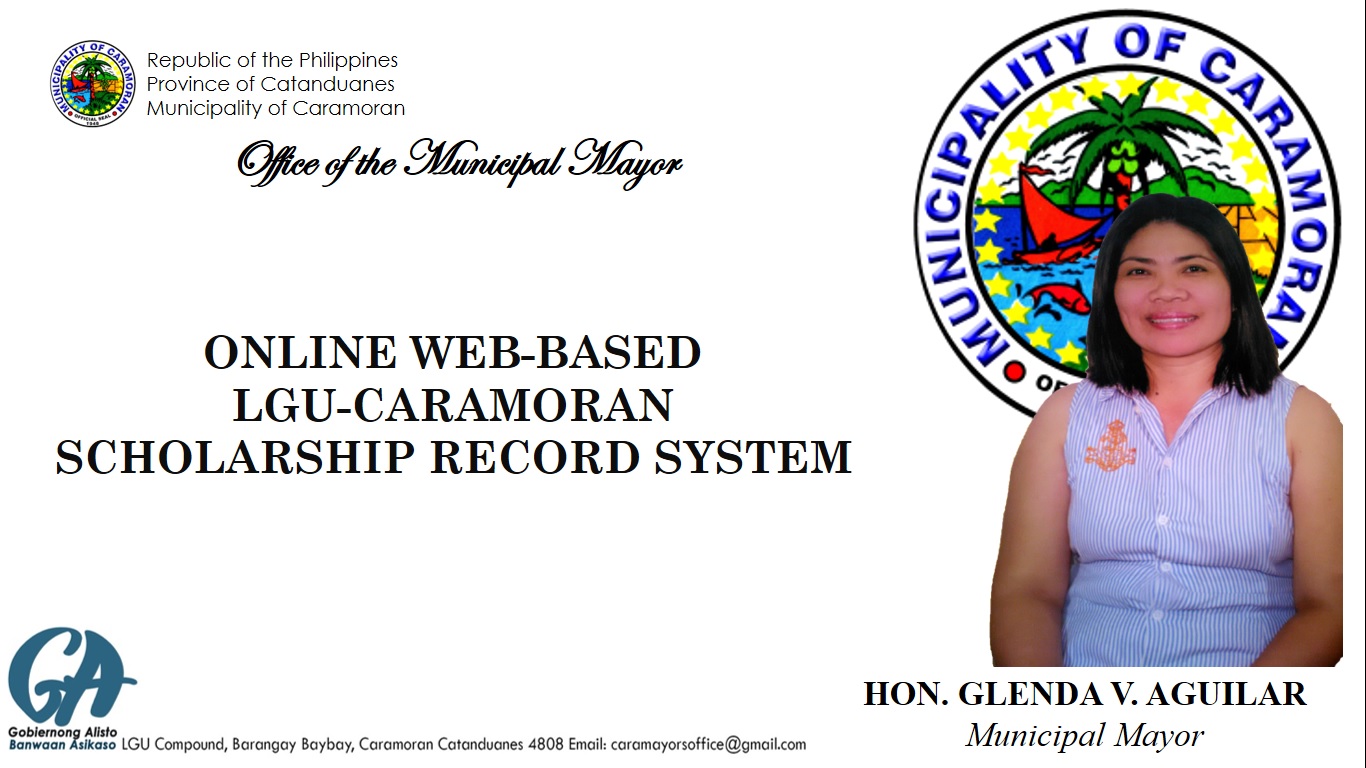 MUNICIPALITY OF CARAMORAN
OFFICIAL SEAL
1948
Republic of the Philippines
Province of Catanduanes
Municipality of Caramoran
Office of the Municipal Mayor
MUNICIPALITY OF CARAMORAN
OF
ONLINE WEB-BASED
LGU-CARAMORAN
SCHOLARSHIP RECORD SYSTEM
HON. GLENDA V. AGUILAR
Municipal Mayor
GA
Gobiernong Alisto
Banwaan Asikaso
LGU Compound, Barangay Baybay, Caramoran Catanduanes 4808 Email: caramayorsoffice@gmail.com